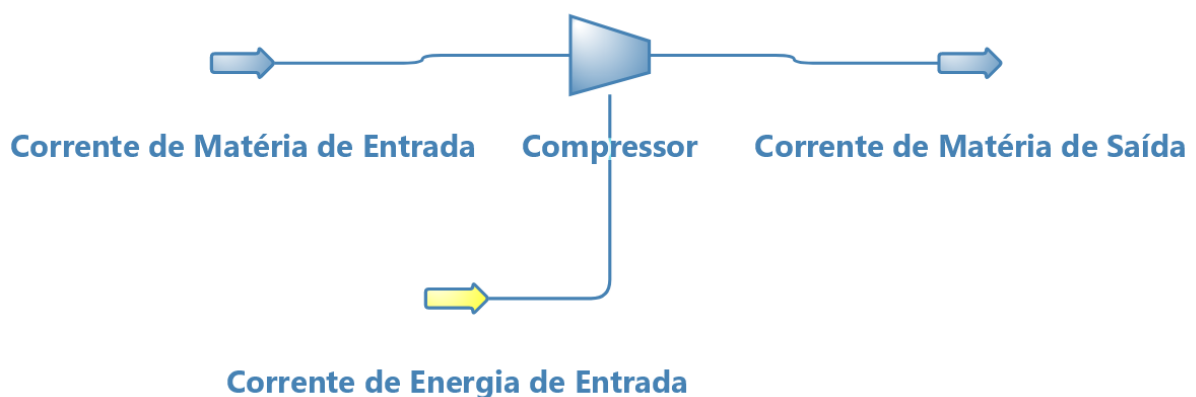 Corrente de Matéria de Entrada
Compressor
Corrente de Matéria de Saída
Corrente de Energia de Entrada